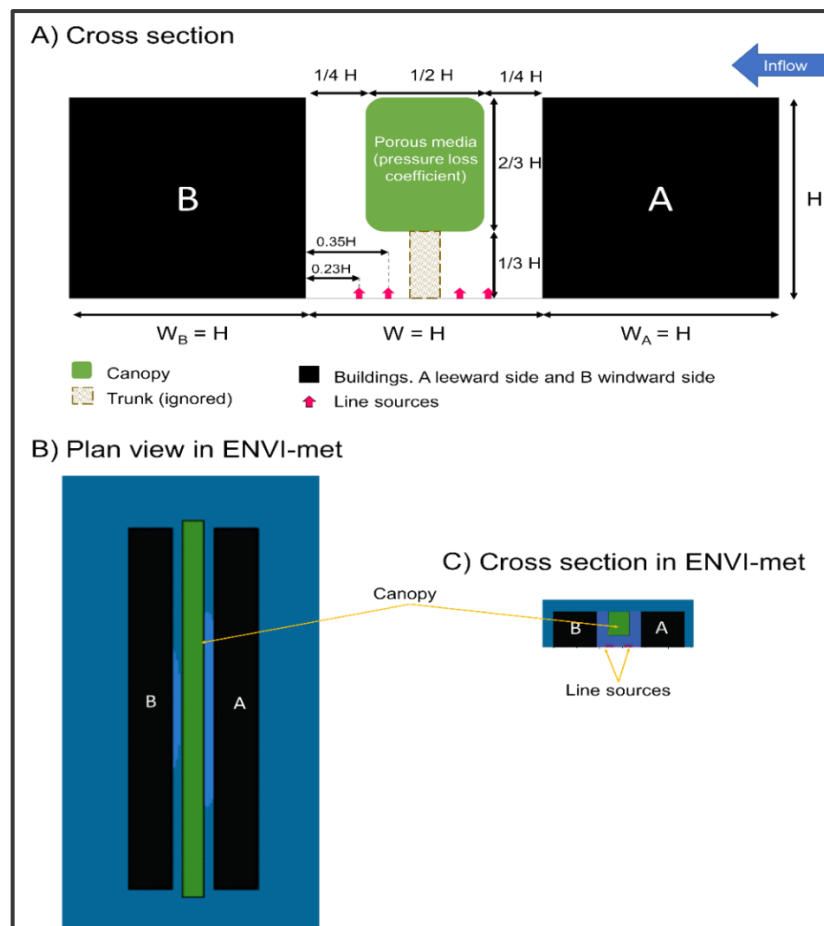 A) Cross section
Inflow
1/4 H
1/2 H
1/4 H
Porous media
(pressure loss
coefficient)
2/3 H
B
A
H
0.35H
0.23H
1/3 H
W_B = H
W = H
W_A = H
Canopy
Buildings. A leeward side and B windward side
Trunk (ignored)
Line sources
B) Plan view in ENVI-met
C) Cross section in ENVI-met
Canopy
B
A
Line sources
B
A